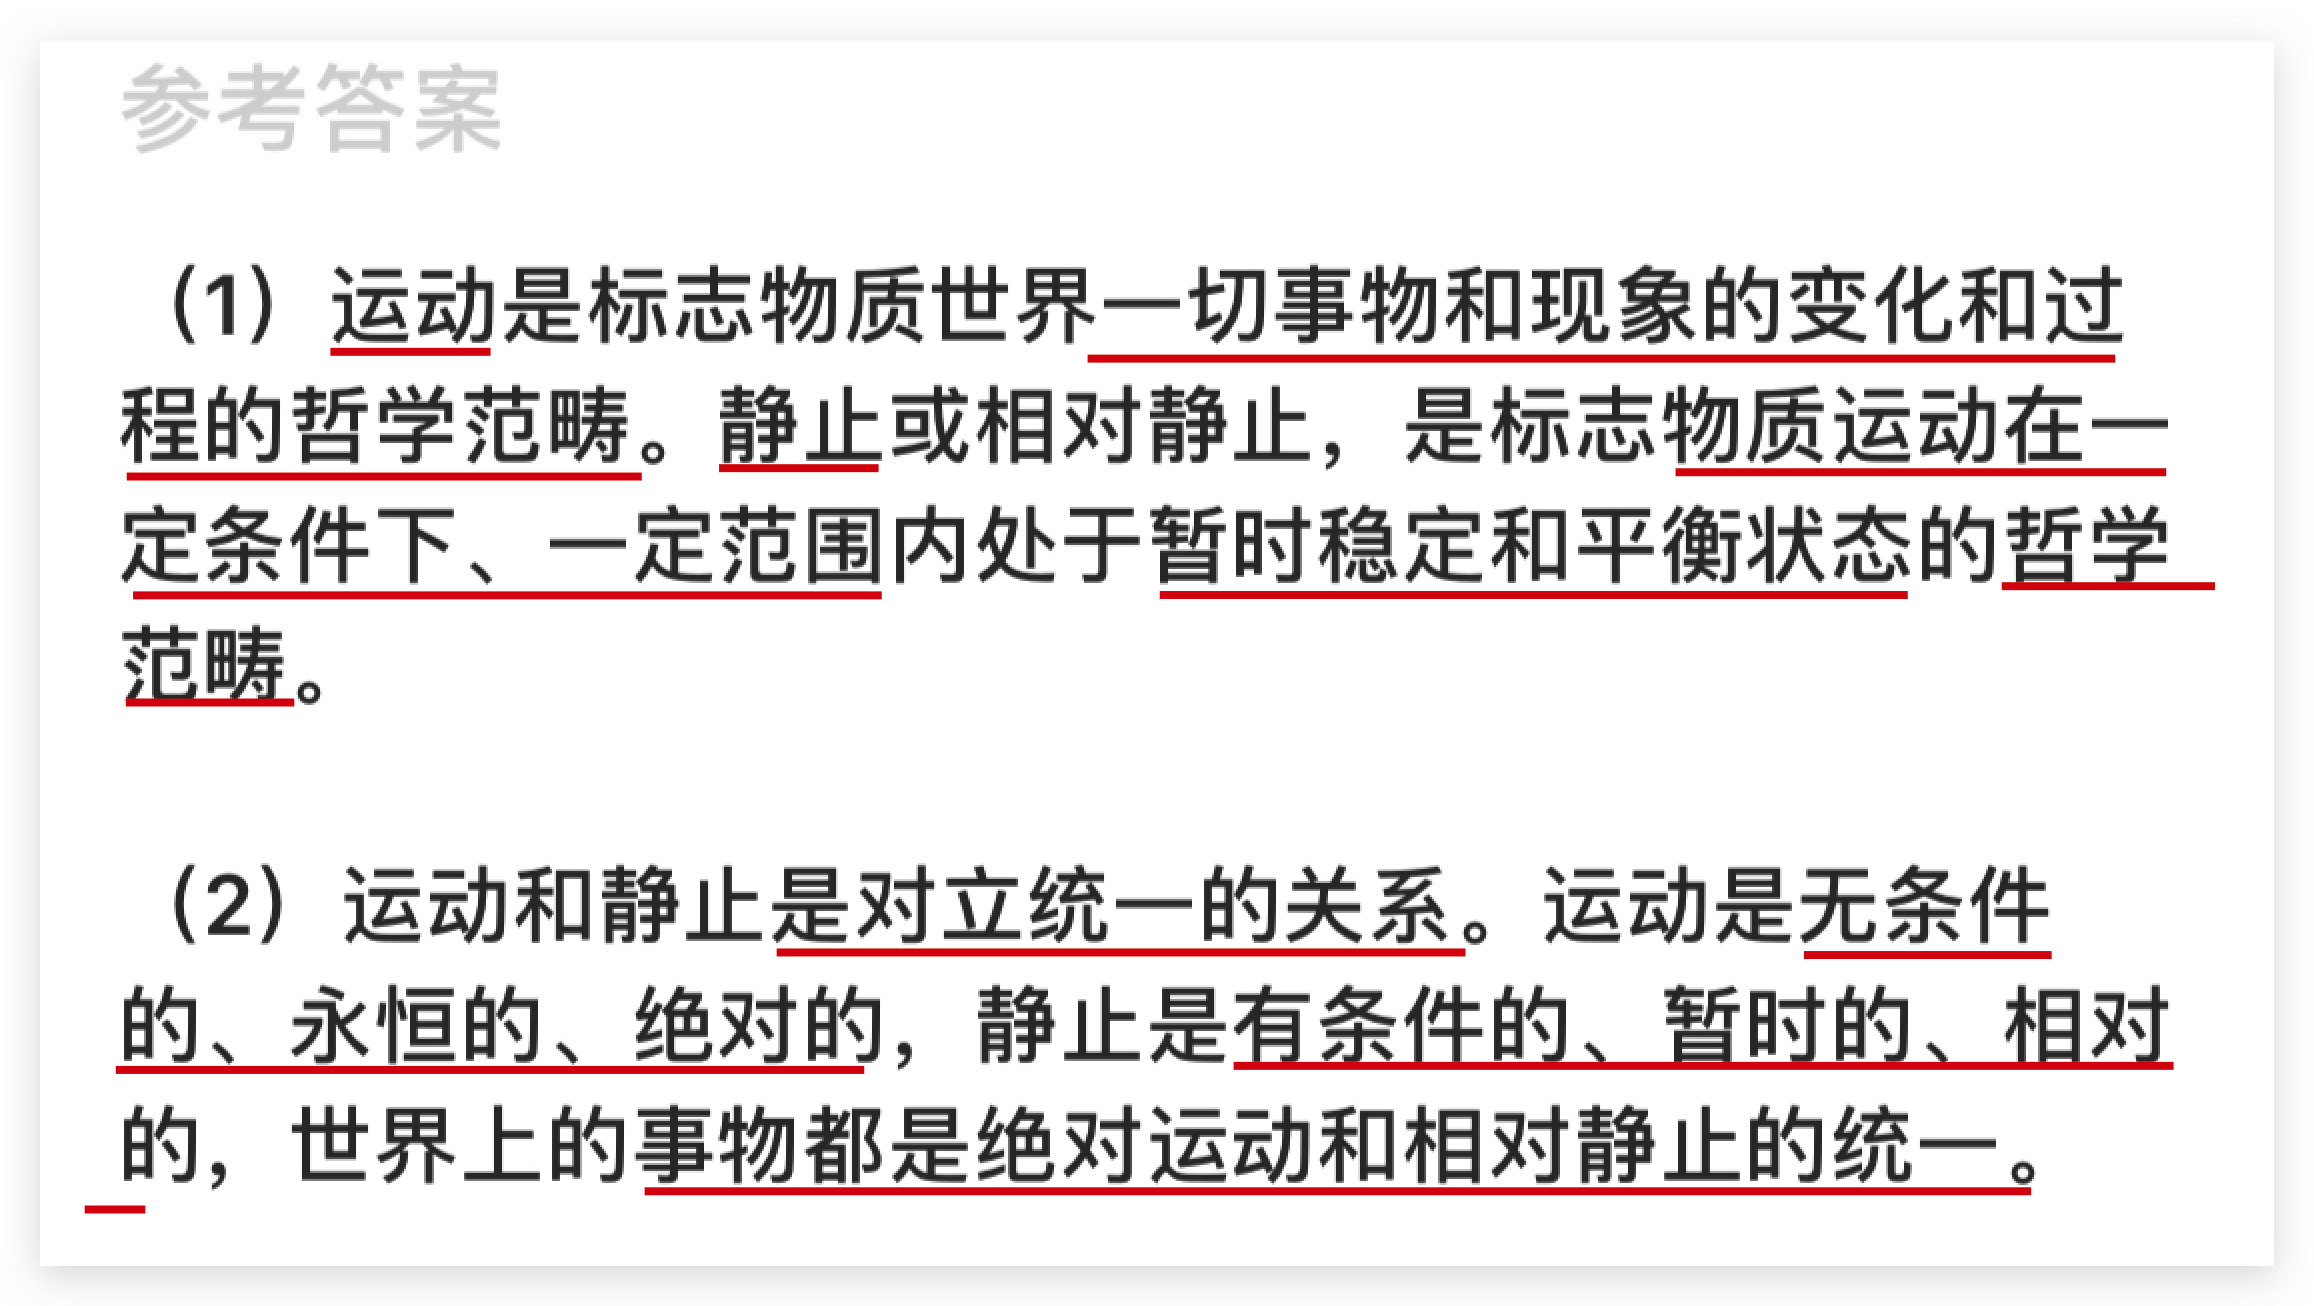 参考答案
（1）运动是标志物质世界一切事物和现象的变化和过
程的哲学范畴。静止或相对静止，是标志物质运动在一
定条件下、一定范围内处于暂时稳定和平衡状态的哲学
范畴。
（2）运动和静止是对立统一的关系。运动是无条件
的、永恒的、绝对的，静止是有条件的、暂时的、相对
的，世界上的事物都是绝对运动和相对静止的统一。